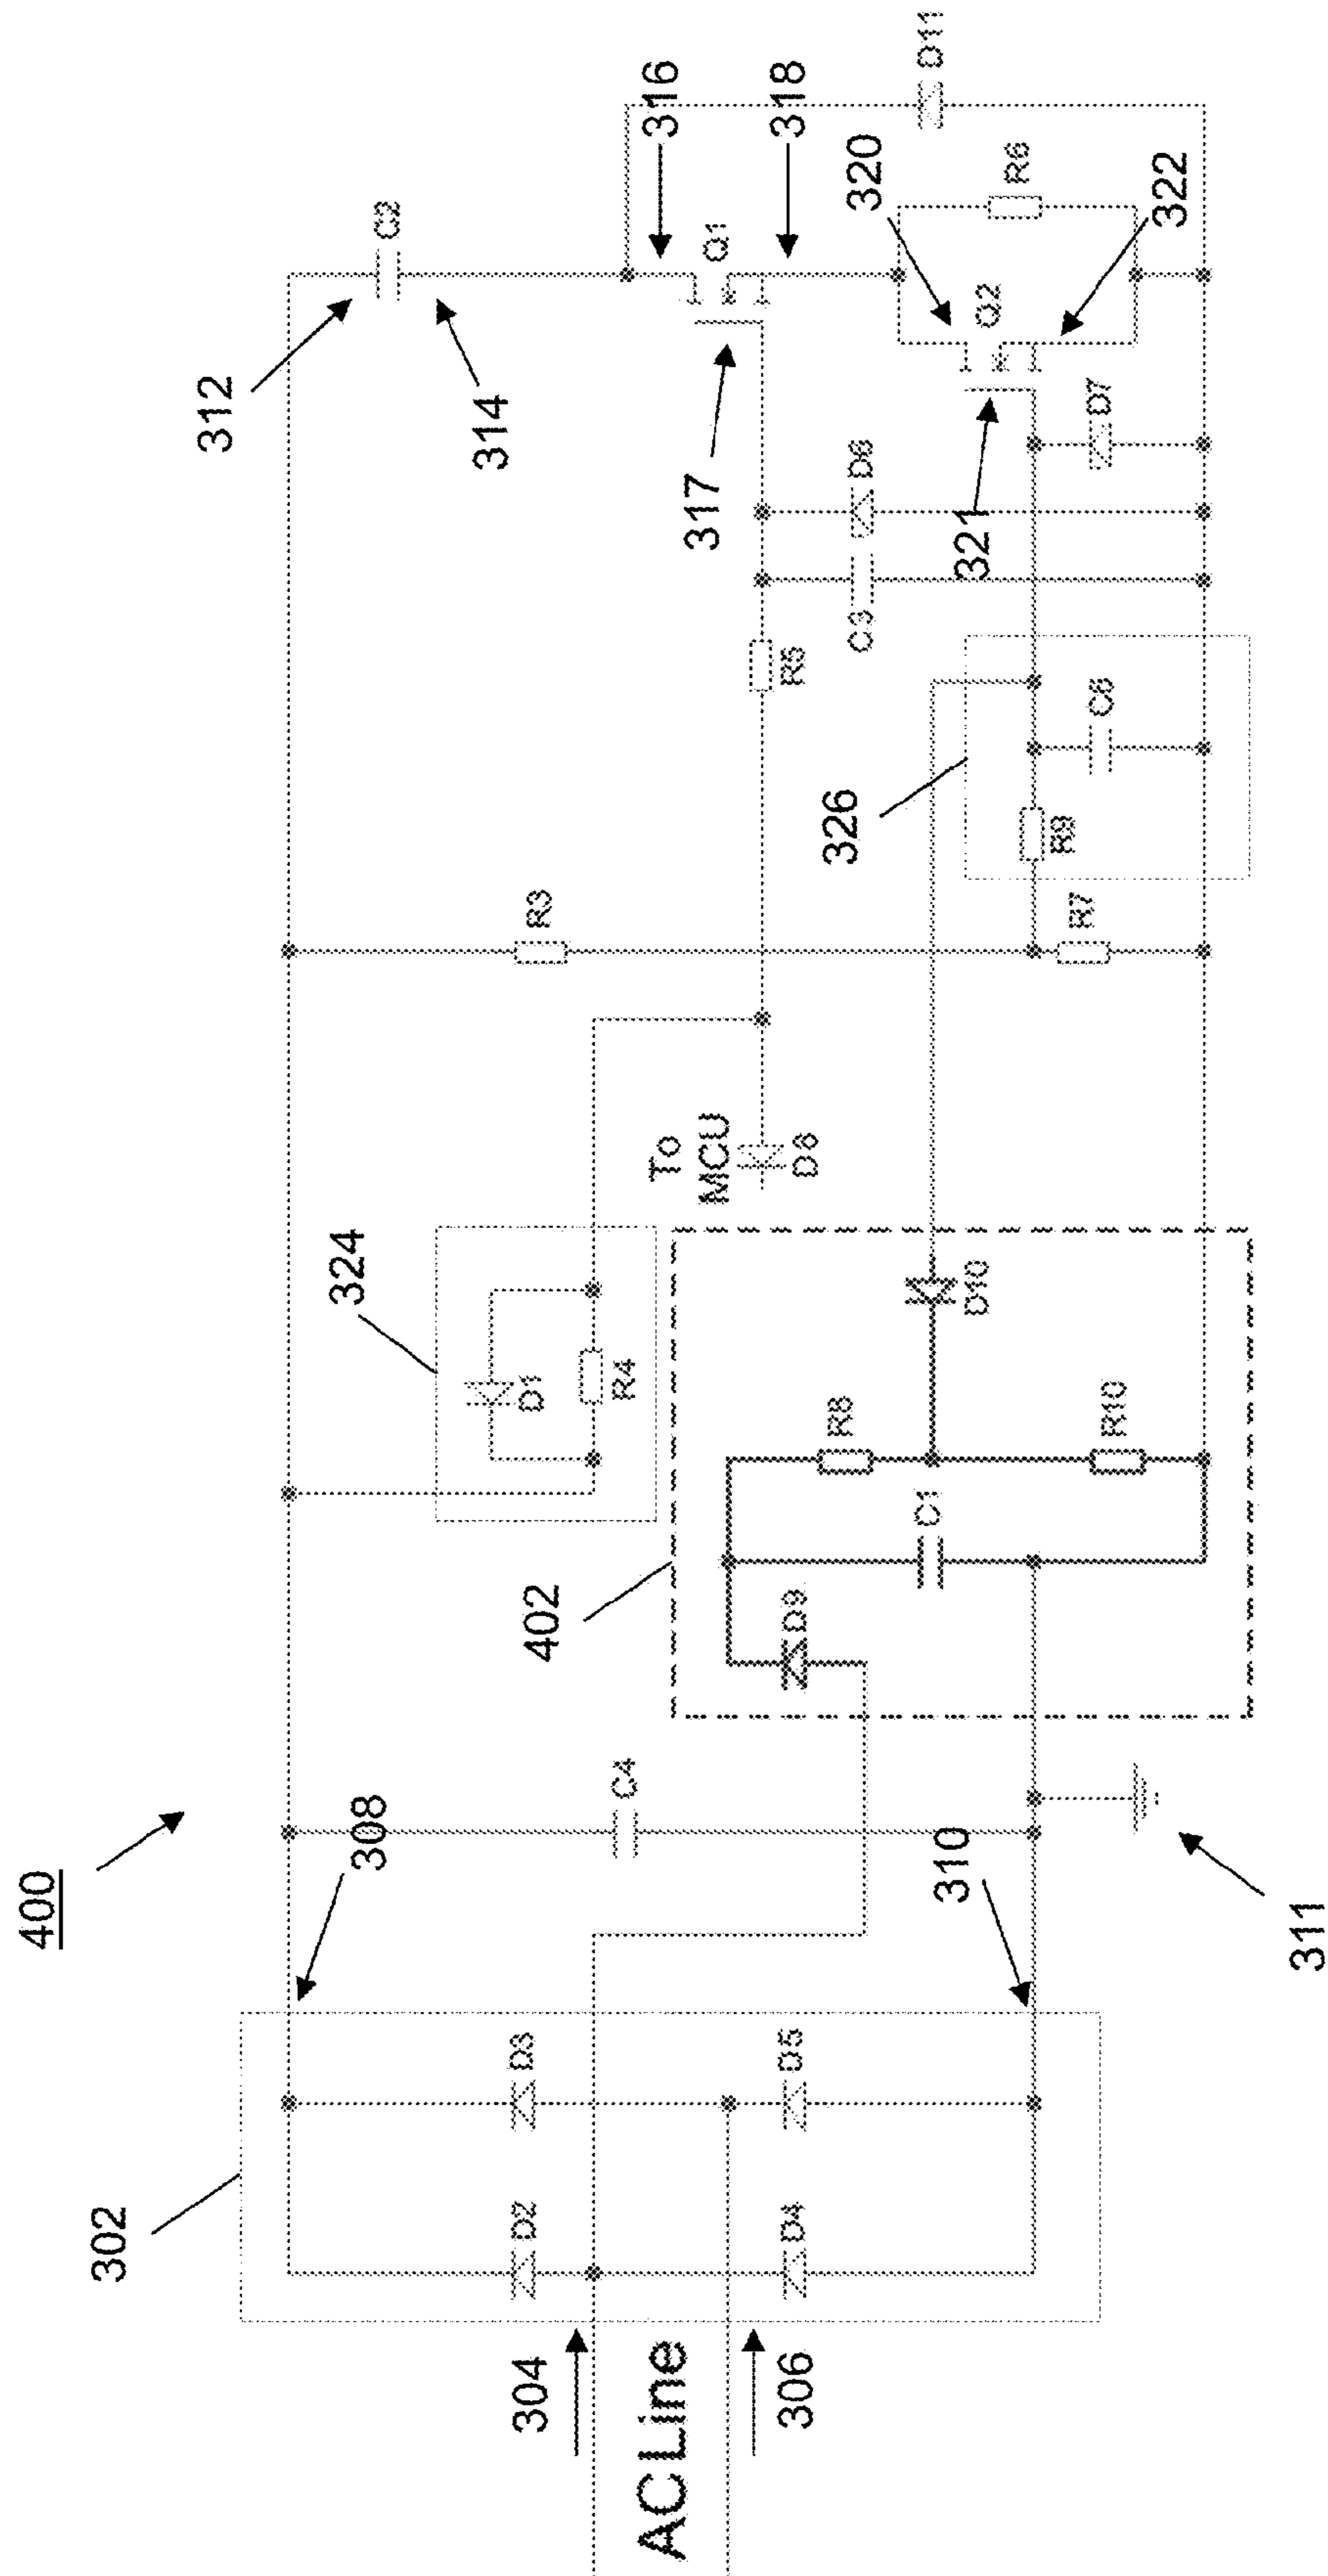 400
302
304
AC Line
306
D2
D3
D4
D5
308
310
311
C4
402
D9
C1
R8
R10
D10
324
D1
R4
To
MCU
D8
R3
R7
326
R9
C6
R5
C3
D6
D7
312
314
C2
316
317
318
Q1
320
321
322
Q2
R6
D11